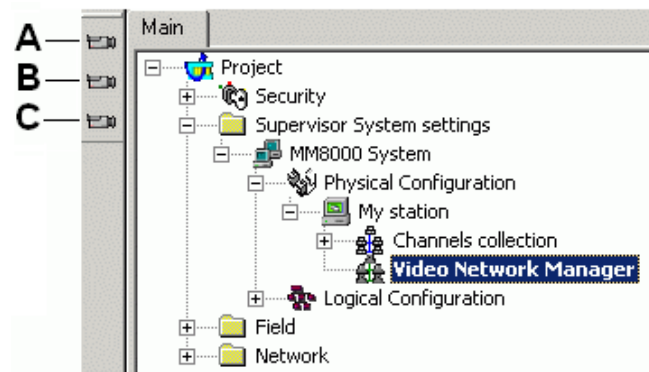 A
B
C
Main
Project
Security
Supervisor System settings
MM8000 System
Physical Configuration
My station
Channels collection
Video Network Manager
Logical Configuration
Field
Network